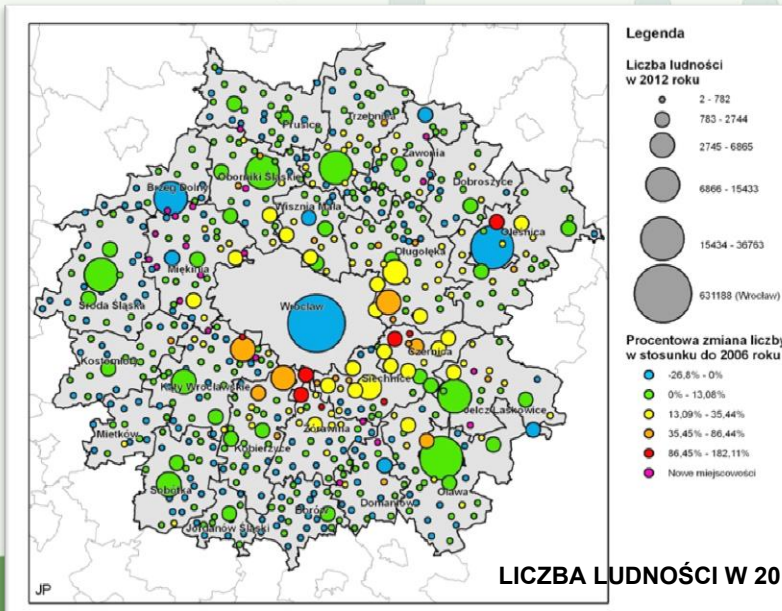 Legenda
Liczba ludności
w 2012 roku
2 - 782
783 - 2744
2745 - 6865
6866 - 15433
15434 - 36763
631188 (Wrocław)
Procentowa zmiana liczby
w stosunku do 2006 roku
-26,8% - 0%
0% - 13,08%
13,09% - 35,44%
35,45% - 86,44%
86,45% - 182,11%
Nowe miejscowości
Prusice
Trzebnica
Zawonia
Oborniki Śląskie
Dobroszyce
Brzeg Dolny
Wisznia Mała
Oleśnica
Długołęka
Miękinia
Środa Śląska
Wrocław
Czernica
Kostomłoty
Kąty Wrocławskie
Siechnice
Jelcz Laskowice
Mietków
Żórawina
Kobierzyce
Sobótka
Oława
Domaniów
Borów
Jordanów Śląski
JP
LICZBA LUDNOŚCI W 20